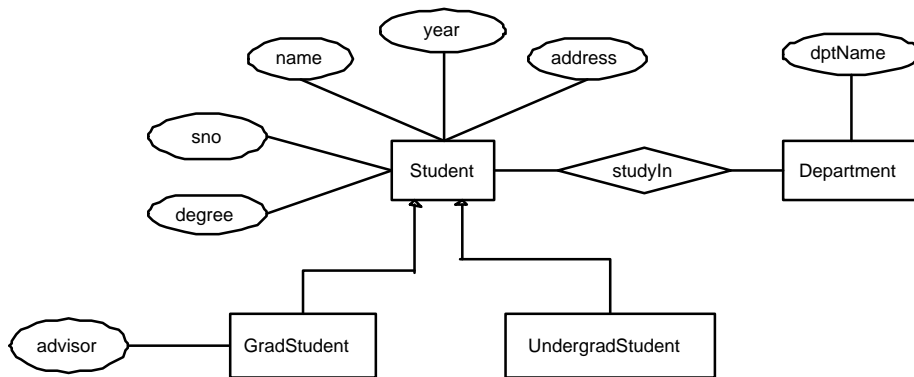 year
name
address
dptName
sno
Student
studyIn
Department
degree
advisor
GradStudent
UndergradStudent